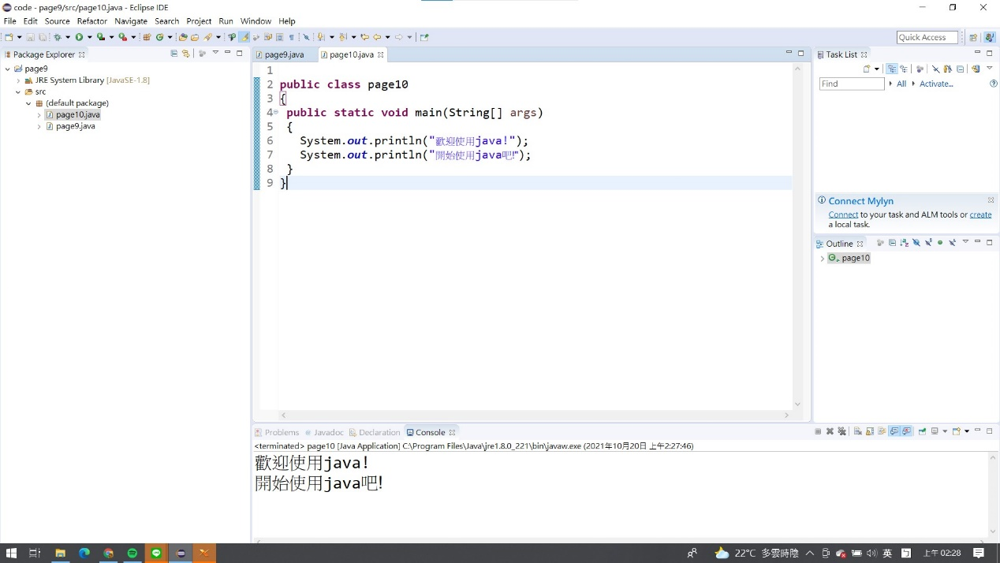 code - page9/src/page10.java - Eclipse IDE
File Edit Source Refactor Navigate Search Project Run Window Help
Quick Access
Package Explorer
page9
JRE System Library [JavaSE-1.8]
src
(default package)
page10.java
page9.java
page9.java page10.java
1
2 public class page10
3 {
4 public static void main(String[] args)
5 {
6 System.out.println("歡迎使用java!");
7 System.out.println("開始使用java吧!");
8 }
9 }
Task List
Find All Activate...
Connect Mylyn
Connect to your task and ALM tools or create
a local task.
Outline
page10
Problems Javadoc Declaration Console
<terminated> page10 [Java Application] C:\Program Files\Java\jre1.8.0_221\bin\javaw.exe (2021年10月20日 上午2:27:46)
歡迎使用java!
開始使用java吧!
22°C 多雲時陰 英 上午 02:28